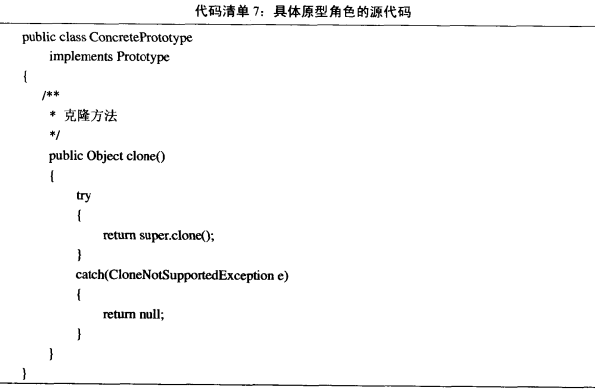 代码清单 7：具体原型角色的源代码
public class ConcretePrototype
implements Prototype
{
/**
* 克隆方法
*/
public Object clone()
{
try
{
return super.clone();
}
catch(CloneNotSupportedException e)
{
return null;
}
}
}